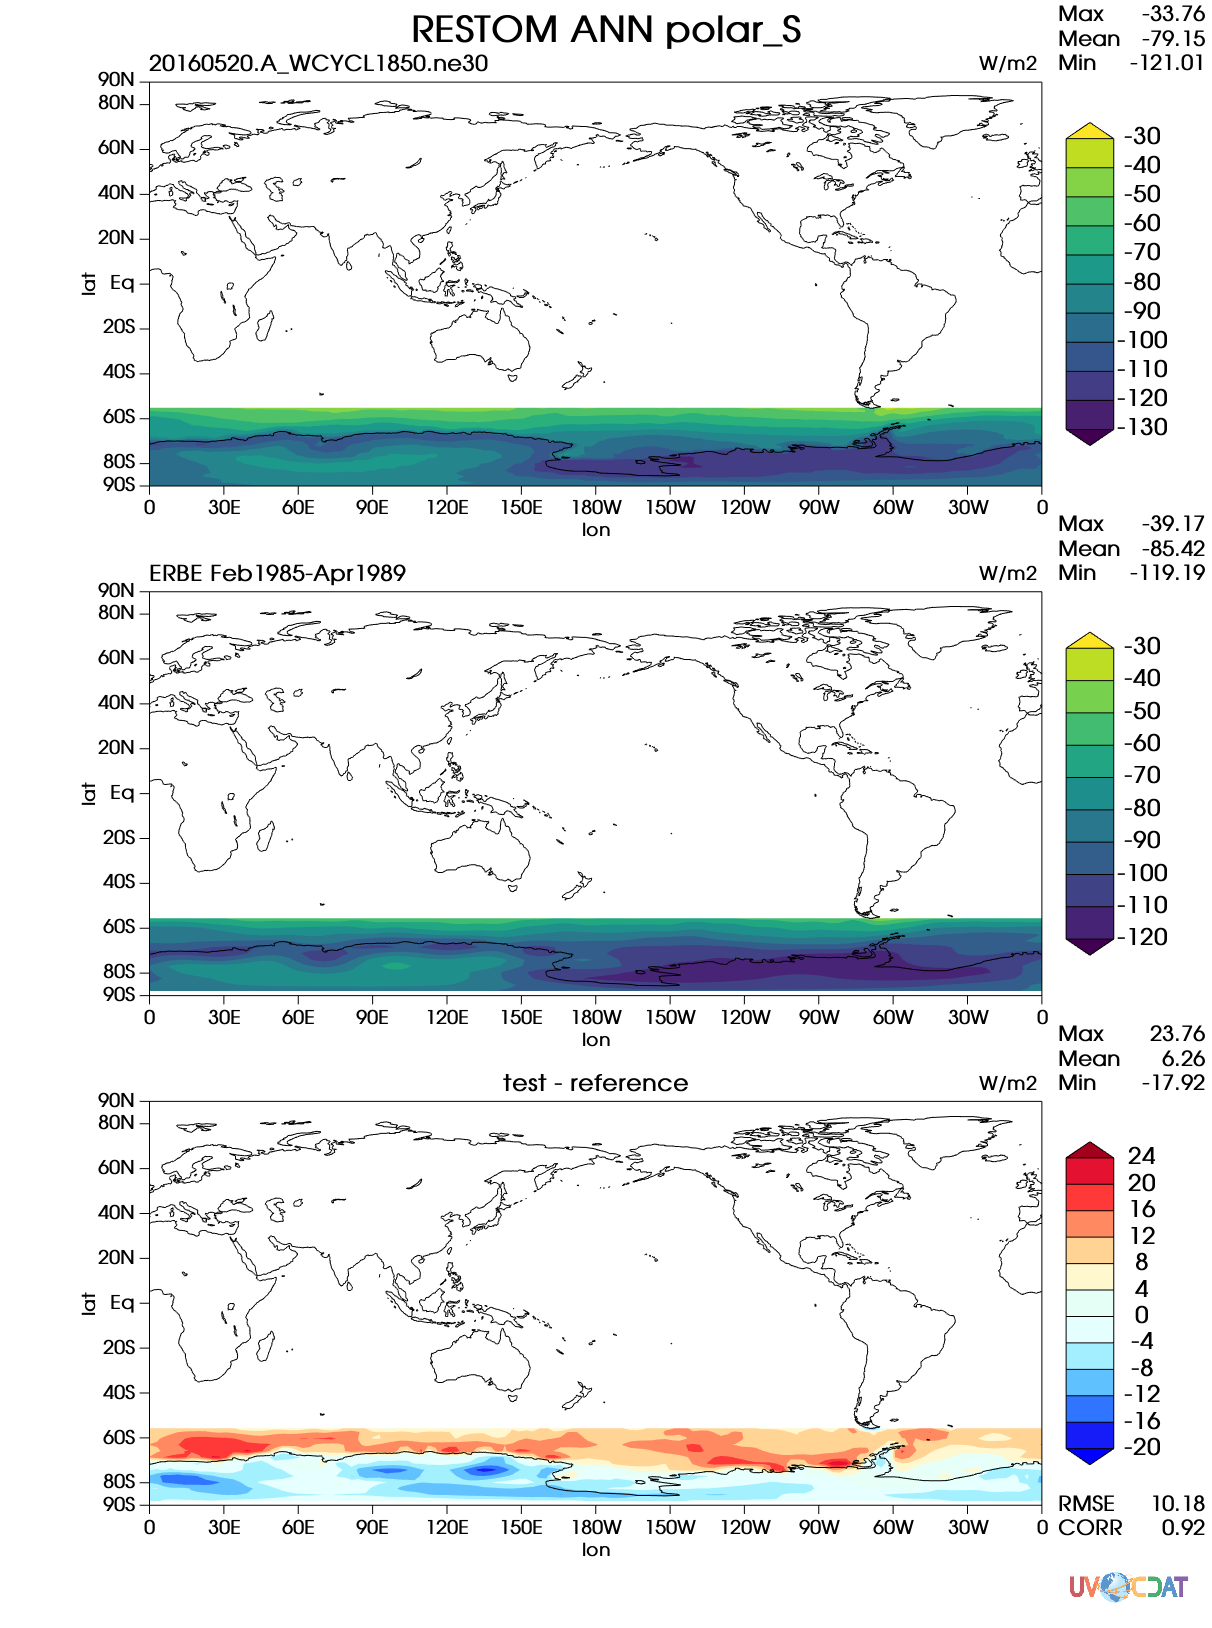 RESTOM ANN polar_S
Max -33.76
Mean -79.15
Min -121.01
20160520.A_WCYCL1850.ne30 W/m2
90N
80N
60N
40N
20N
Eq
20S
40S
60S
80S
90S
lat
0 30E 60E 90E 120E 150E 180W 150W 120W 90W 60W 30W 0
lon
-30
-40
-50
-60
-70
-80
-90
-100
-110
-120
-130
Max -39.17
Mean -85.42
Min -119.19
ERBE Feb1985-Apr1989 W/m2
90N
80N
60N
40N
20N
Eq
20S
40S
60S
80S
90S
lat
0 30E 60E 90E 120E 150E 180W 150W 120W 90W 60W 30W 0
lon
-30
-40
-50
-60
-70
-80
-90
-100
-110
-120
Max 23.76
Mean 6.26
Min -17.92
test - reference W/m2
90N
80N
60N
40N
20N
Eq
20S
40S
60S
80S
90S
lat
0 30E 60E 90E 120E 150E 180W 150W 120W 90W 60W 30W 0
lon
24
20
16
12
8
4
0
-4
-8
-12
-16
-20
RMSE 10.18
CORR 0.92
UV CDAT